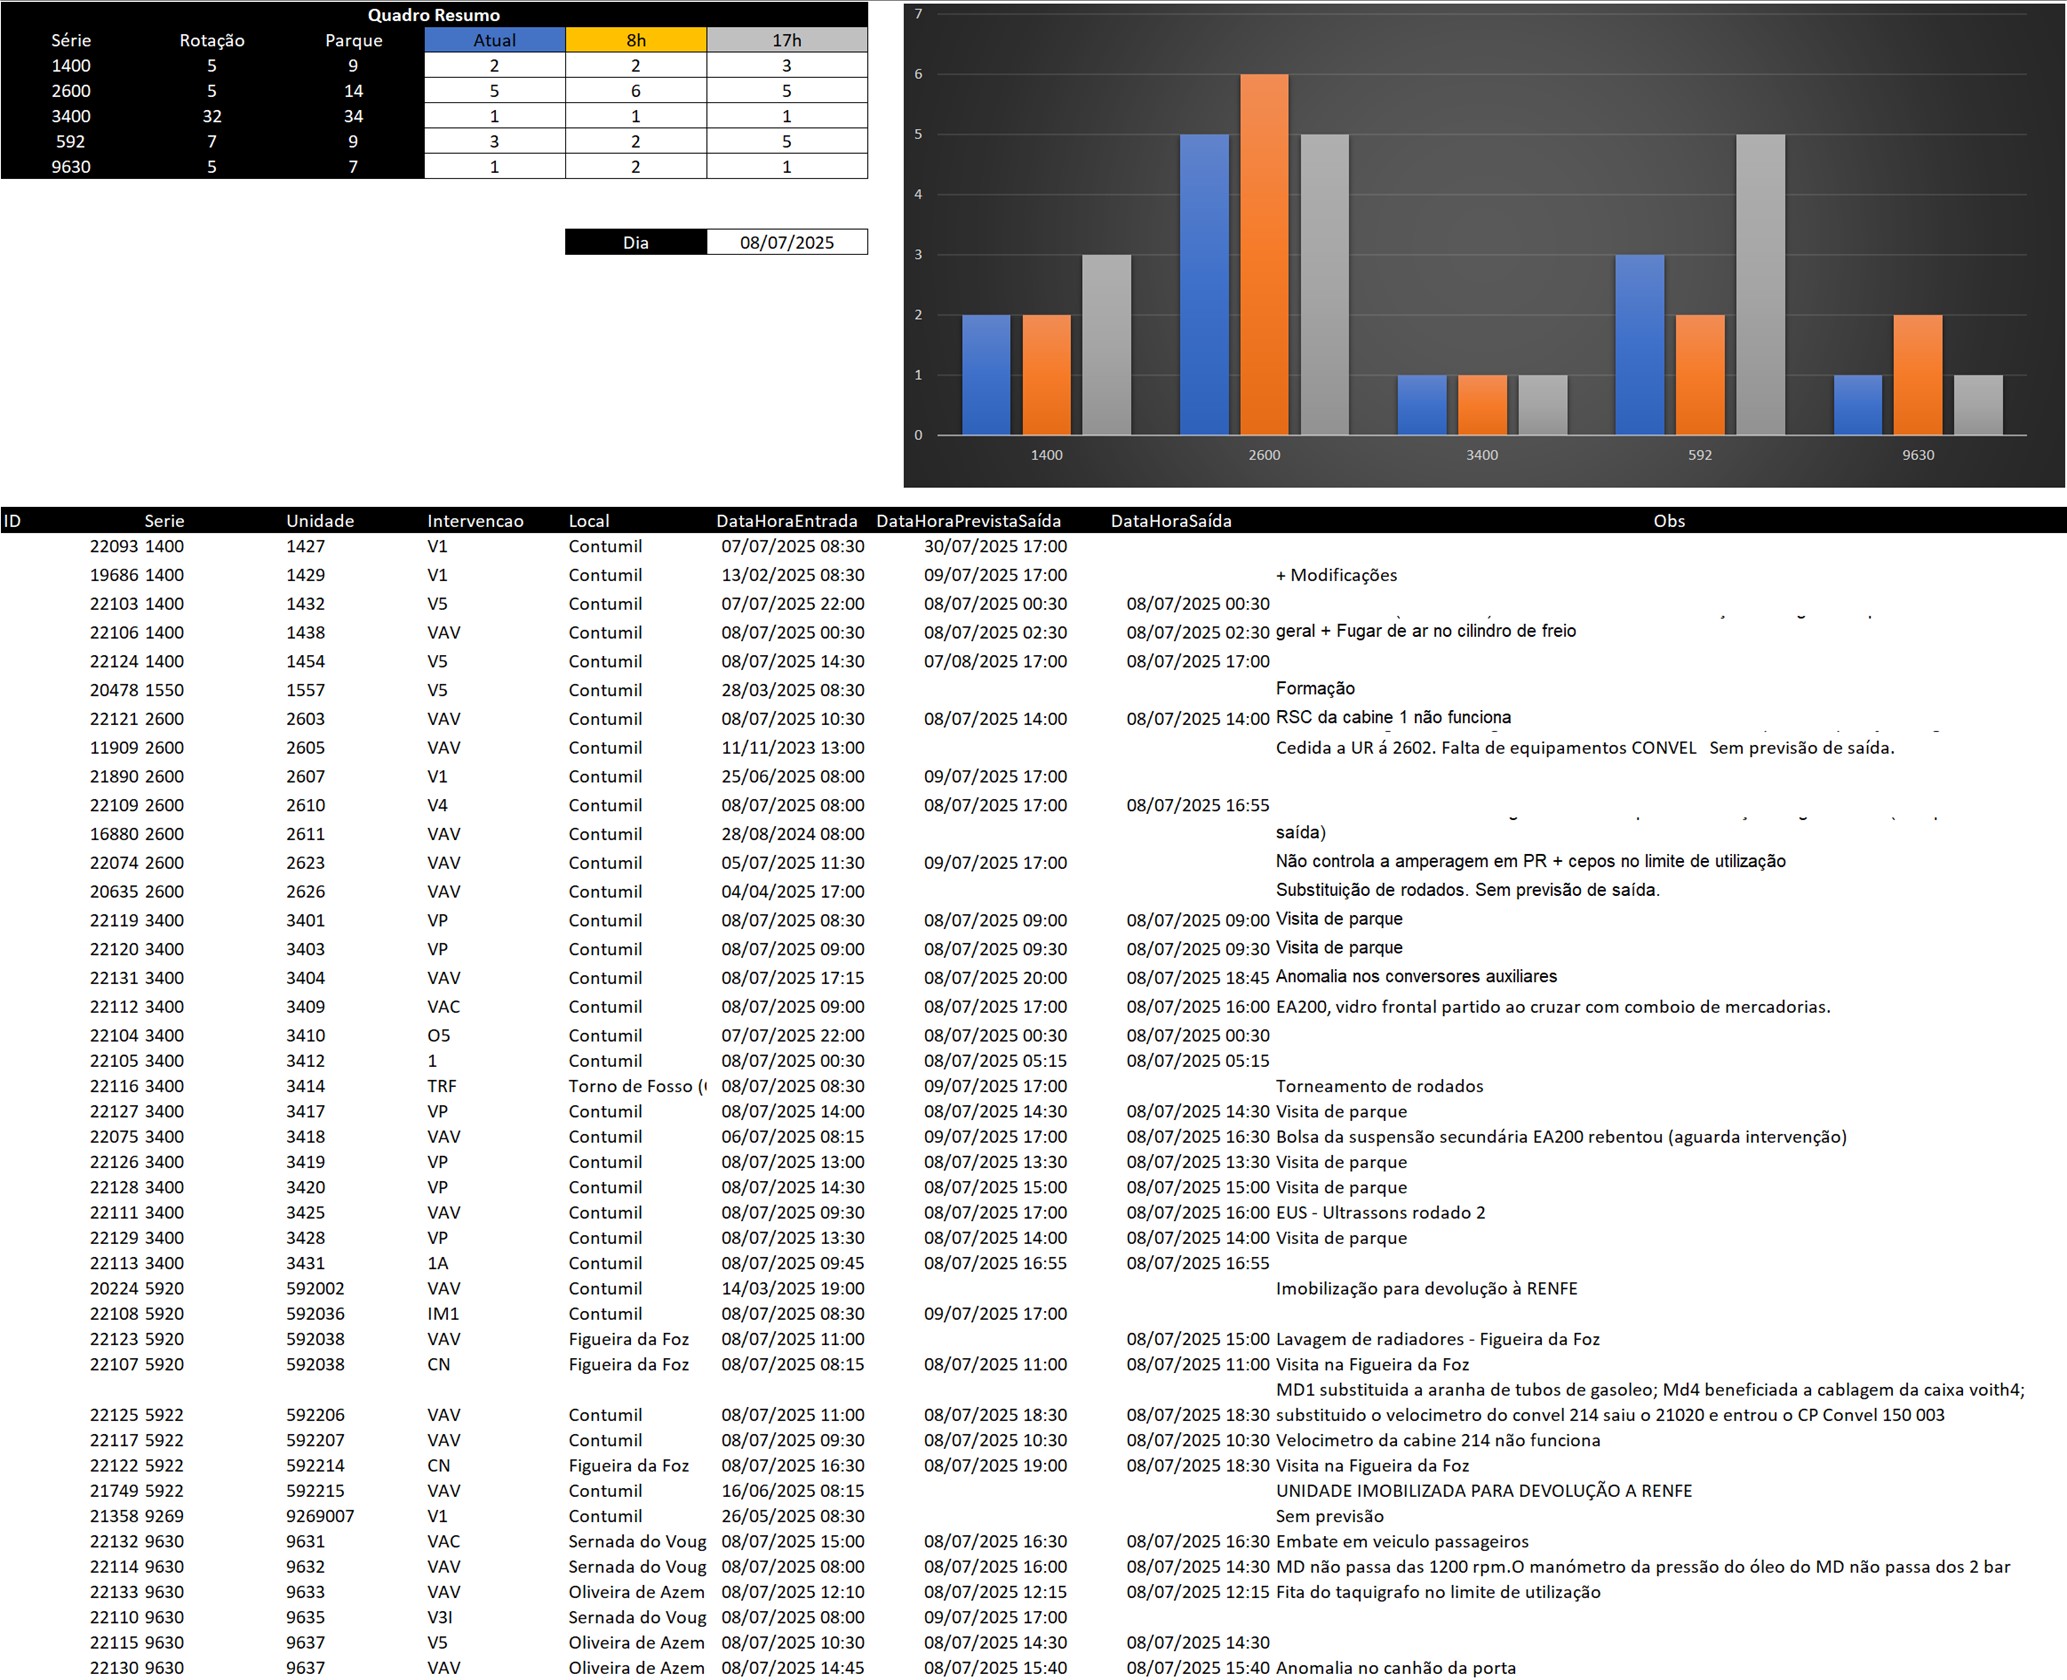 Quadro Resumo
Série Rotação Parque Atual 8h 17h
1400 5 9 2 2 3
2600 5 14 5 6 5
3400 32 34 1 1 1
592 7 9 3 2 5
9630 5 7 1 2 1
Dia 08/07/2025
7
6
5
4
3
2
1
0
1400 2600 3400 592 9630
ID Serie Unidade Intervencao Local DataHoraEntrada DataHoraPrevistaSaída DataHoraSaída Obs
22093 1400 1427 V1 Contumil 07/07/2025 08:30 30/07/2025 17:00
19686 1400 1429 V1 Contumil 13/02/2025 08:30 09/07/2025 17:00 + Modificações
22103 1400 1432 V5 Contumil 07/07/2025 22:00 08/07/2025 00:30 08/07/2025 00:30
22106 1400 1438 VAV Contumil 08/07/2025 00:30 08/07/2025 02:30 08/07/2025 02:30 geral + Fugar de ar no cilindro de freio
22124 1400 1454 V5 Contumil 08/07/2025 14:30 07/08/2025 17:00 08/07/2025 17:00
20478 1550 1557 V5 Contumil 28/03/2025 08:30 Formação
22121 2600 2603 VAV Contumil 08/07/2025 10:30 08/07/2025 14:00 08/07/2025 14:00 RSC da cabine 1 não funciona
11909 2600 2605 VAV Contumil 11/11/2023 13:00 Cedida a UR á 2602. Falta de equipamentos CONVEL Sem previsão de saída.
21890 2600 2607 V1 Contumil 25/06/2025 08:00 09/07/2025 17:00
22109 2600 2610 V4 Contumil 08/07/2025 08:00 08/07/2025 17:00 08/07/2025 16:55
16880 2600 2611 VAV Contumil 28/08/2024 08:00 saída)
22074 2600 2623 VAV Contumil 05/07/2025 11:30 09/07/2025 17:00 Não controla a amperagem em PR + cepos no limite de utilização
20635 2600 2626 VAV Contumil 04/04/2025 17:00 Substituição de rodados. Sem previsão de saída.
22119 3400 3401 VP Contumil 08/07/2025 08:30 08/07/2025 09:00 08/07/2025 09:00 Visita de parque
22120 3400 3403 VP Contumil 08/07/2025 09:00 08/07/2025 09:30 08/07/2025 09:30 Visita de parque
22131 3400 3404 VAV Contumil 08/07/2025 17:15 08/07/2025 20:00 08/07/2025 18:45 Anomalia nos conversores auxiliares
22112 3400 3409 VAC Contumil 08/07/2025 09:00 08/07/2025 17:00 08/07/2025 16:00 EA200, vidro frontal partido ao cruzar com comboio de mercadorias.
22104 3400 3410 O5 Contumil 07/07/2025 22:00 08/07/2025 00:30 08/07/2025 00:30
22105 3400 3412 1 Contumil 08/07/2025 00:30 08/07/2025 05:15 08/07/2025 05:15
22116 3400 3414 TRF Torno de Fosso ( 08/07/2025 08:30 09/07/2025 17:00 Torneamento de rodados
22127 3400 3417 VP Contumil 08/07/2025 14:00 08/07/2025 14:30 08/07/2025 14:30 Visita de parque
22075 3400 3418 VAV Contumil 06/07/2025 08:15 09/07/2025 17:00 08/07/2025 16:30 Bolsa da suspensão secundária EA200 rebentou (aguarda intervenção)
22126 3400 3419 VP Contumil 08/07/2025 13:00 08/07/2025 13:30 08/07/2025 13:30 Visita de parque
22128 3400 3420 VP Contumil 08/07/2025 14:30 08/07/2025 15:00 08/07/2025 15:00 Visita de parque
22111 3400 3425 VAV Contumil 08/07/2025 09:30 08/07/2025 17:00 08/07/2025 16:00 EUS - Ultrassons rodado 2
22129 3400 3428 VP Contumil 08/07/2025 13:30 08/07/2025 14:00 08/07/2025 14:00 Visita de parque
22113 3400 3431 1A Contumil 08/07/2025 09:45 08/07/2025 16:55 08/07/2025 16:55
20224 5920 592002 VAV Contumil 14/03/2025 19:00 Imobilização para devolução à RENFE
22108 5920 592036 IM1 Contumil 08/07/2025 08:30 09/07/2025 17:00
22123 5920 592038 VAV Figueira da Foz 08/07/2025 11:00 08/07/2025 15:00 Lavagem de radiadores - Figueira da Foz
22107 5920 592038 CN Figueira da Foz 08/07/2025 08:15 08/07/2025 11:00 08/07/2025 11:00 Visita na Figueira da Foz
MD1 substituida a aranha de tubos de gasoleo; Md4 beneficiada a cablagem da caixa voith4;
22125 5922 592206 VAV Contumil 08/07/2025 11:00 08/07/2025 18:30 08/07/2025 18:30 substituido o velocimetro do convel 214 saiu o 21020 e entrou o CP Convel 150 003
22117 5922 592207 VAV Contumil 08/07/2025 09:30 08/07/2025 10:30 08/07/2025 10:30 Velocimetro da cabine 214 não funciona
22122 5922 592214 CN Figueira da Foz 08/07/2025 16:30 08/07/2025 19:00 08/07/2025 18:30 Visita na Figueira da Foz
21749 5922 592215 VAV Contumil 16/06/2025 08:15 UNIDADE IMOBILIZADA PARA DEVOLUÇÃO A RENFE
21358 9269 9269007 V1 Contumil 26/05/2025 08:30 Sem previsão
22132 9630 9631 VAC Sernada do Voug 08/07/2025 15:00 08/07/2025 16:30 08/07/2025 16:30 Embate em veiculo passageiros
22114 9630 9632 VAV Sernada do Voug 08/07/2025 08:00 08/07/2025 16:00 08/07/2025 14:30 MD não passa das 1200 rpm.O manómetro da pressão do óleo do MD não passa dos 2 bar
22133 9630 9633 VAV Oliveira de Azem 08/07/2025 12:10 08/07/2025 12:15 08/07/2025 12:15 Fita do taquigrafo no limite de utilização
22110 9630 9635 V3I Sernada do Voug 08/07/2025 08:00 09/07/2025 17:00
22115 9630 9637 V5 Oliveira de Azem 08/07/2025 10:30 08/07/2025 14:30 08/07/2025 14:30
22130 9630 9637 VAV Oliveira de Azem 08/07/2025 14:45 08/07/2025 15:40 08/07/2025 15:40 Anomalia no canhão da porta